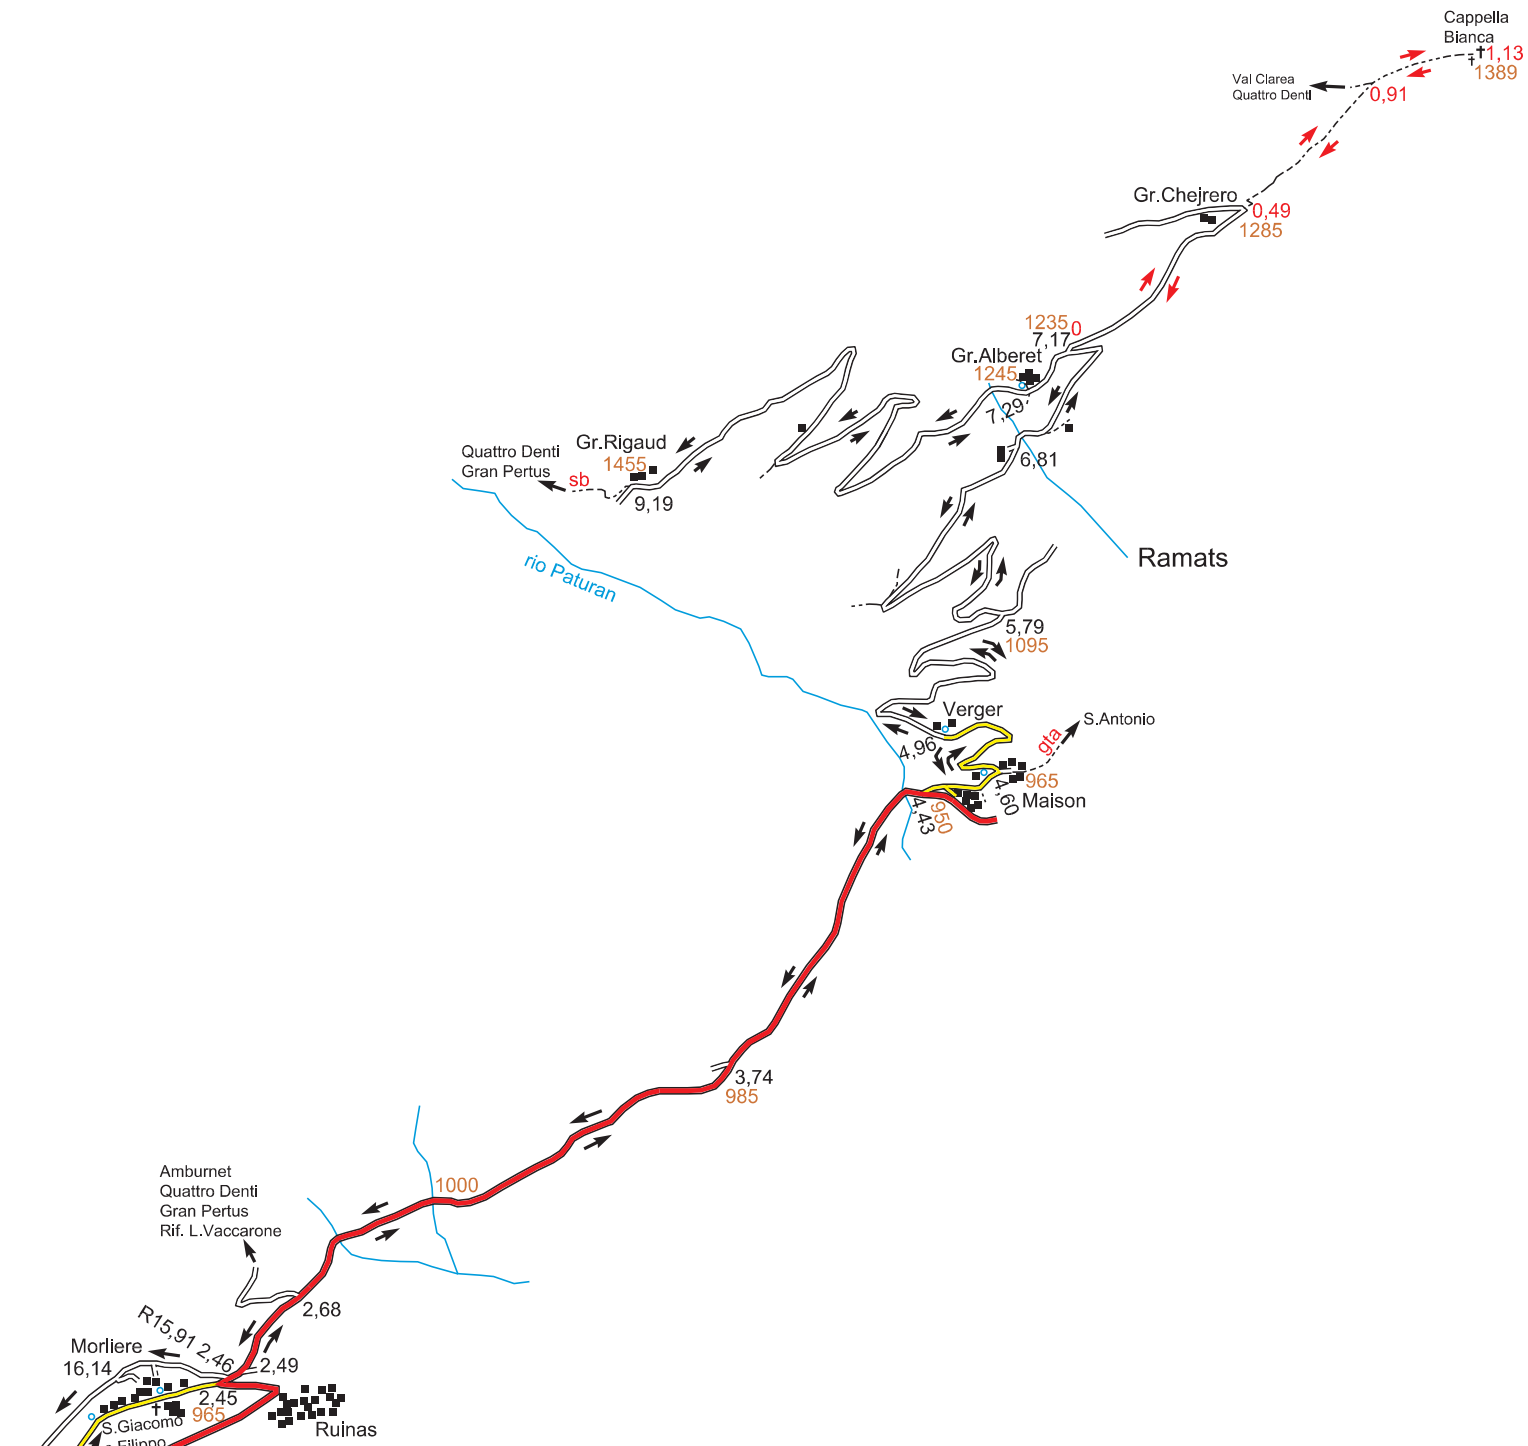 Cappella
Bianca
1,13
1389
Val Clarea
Quattro Denti
0,91
Gr.Chejrero
0,49
1285
1235
0
7,17
Gr.Alberet
1245
7,29
Quattro Denti
Gran Pertus
sb
Gr.Rigaud
1455
9,19
6,81
Ramats
rio Paturan
5,79
1095
Verger
4,96
gta
S.Antonio
965
4,60
Maison
4,43
950
3,74
985
1000
Amburnet
Quattro Denti
Gran Pertus
Rif. L.Vaccarone
2,68
R15,91 2,46
Morliere
16,14
2,49
2,45
965
S.Giacomo
Filippo
Ruinas